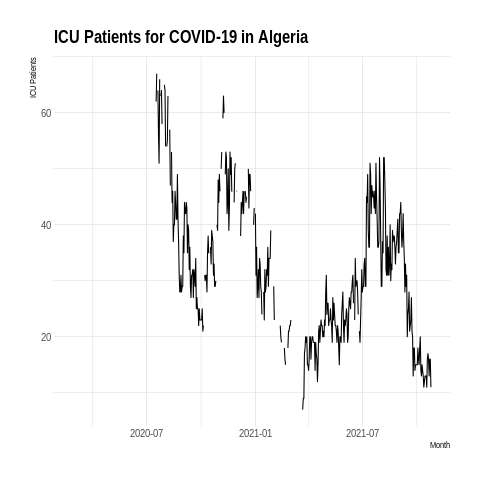 ICU Patients for COVID-19 in Algeria
ICU Patients
60
40
20
2020-07
2021-01
2021-07
Month